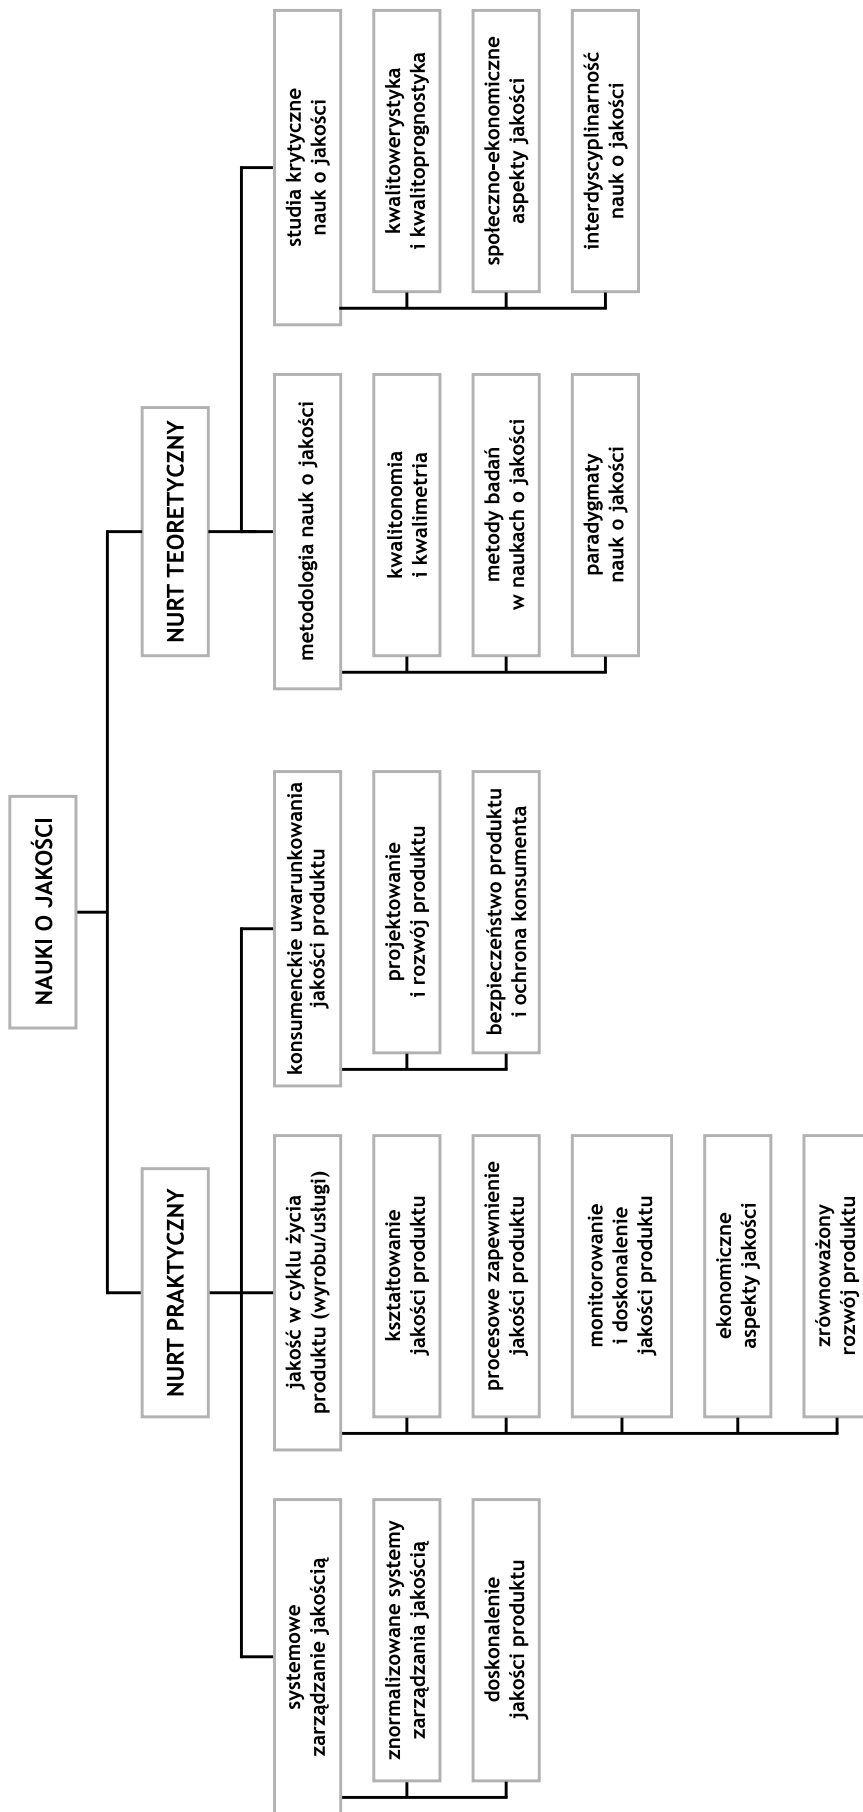 NAUKI O JAKOŚCI
NURT PRAKTYCZNY
NURT TEORETYCZNY
systemowe
zarządzanie jakością
znormalizowane systemy
zarządzania jakością
doskonalenie
jakości produktu
jakość w cyklu życia
produktu (wyrobu/usługi)
kształtowanie
jakości produktu
procesowe zapewnienie
jakości produktu
monitorowanie
i doskonalenie
jakości produktu
ekonomiczne
aspekty jakości
zrównoważony
rozwój produktu
konsumenckie uwarunkowania
jakości produktu
projektowanie
i rozwój produktu
bezpieczeństwo produktu
i ochrona konsumenta
metodologia nauk o jakości
kwalitonomia
i kwalimetria
metody badań
w naukach o jakości
paradygmaty
nauk o jakości
studia krytyczne
nauk o jakości
kwalitowerystyka
i kwalitoprognostyka
społeczno-ekonomiczne
aspekty jakości
interdyscyplinarność
nauk o jakości